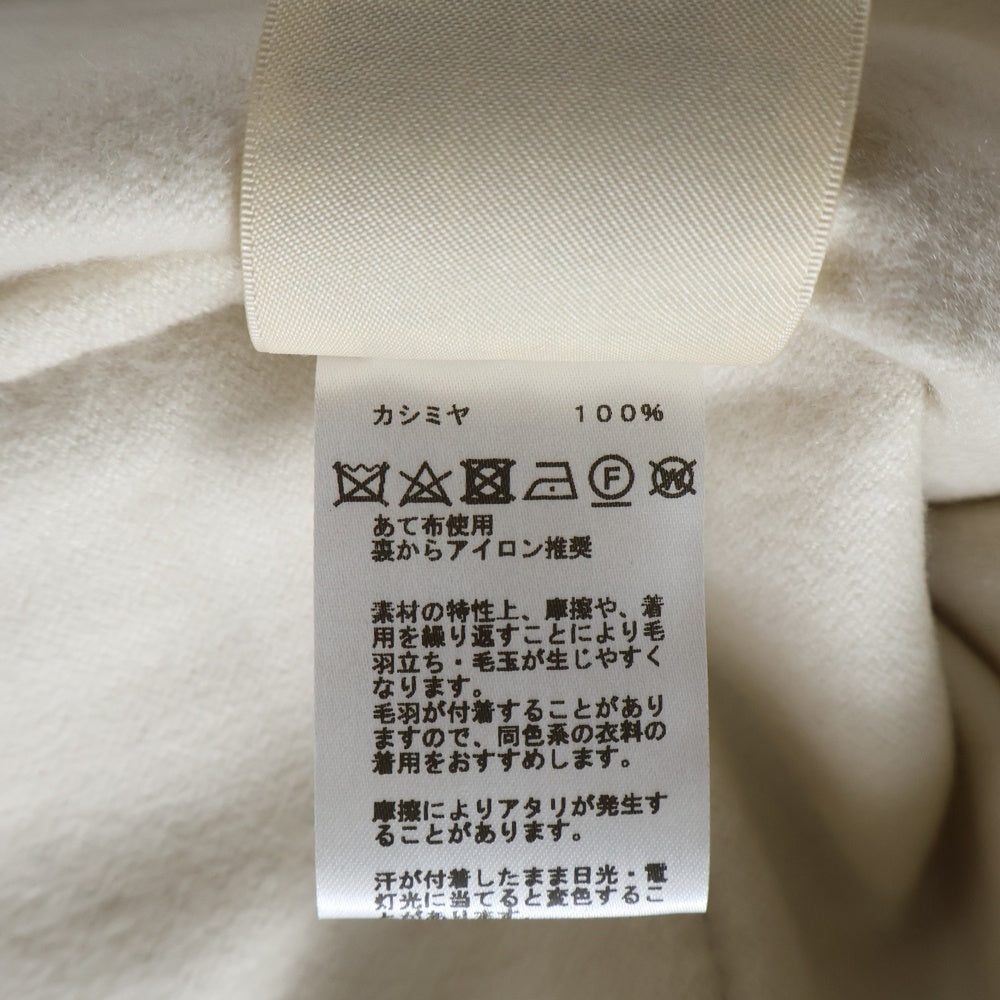 カシミヤ 100%
F
W
あて布使用
裏からアイロン推奨
素材の特性上、摩擦や、着
用を繰り返すことにより毛
羽立ち・毛玉が生じやすく
なります。
毛羽が付着することがあり
ますので、同色系の衣料の
着用をおすすめします。
摩擦によりアタリが発生す
ることがあります。
汗が付着したまま日光・電
灯光に当てると変色するこ
とがあります